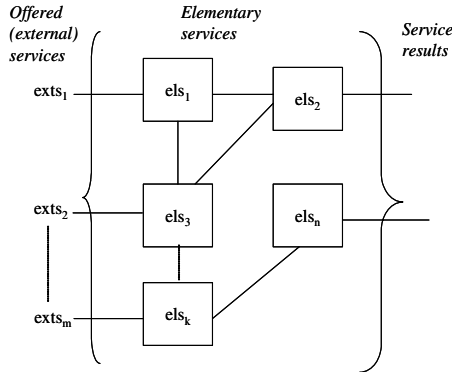 Offered
(external)
services
Elementary
services
Service
results
exts₁
els₁
els₂
exts₂
els₃
elsₙ
extsₘ
elsₖ